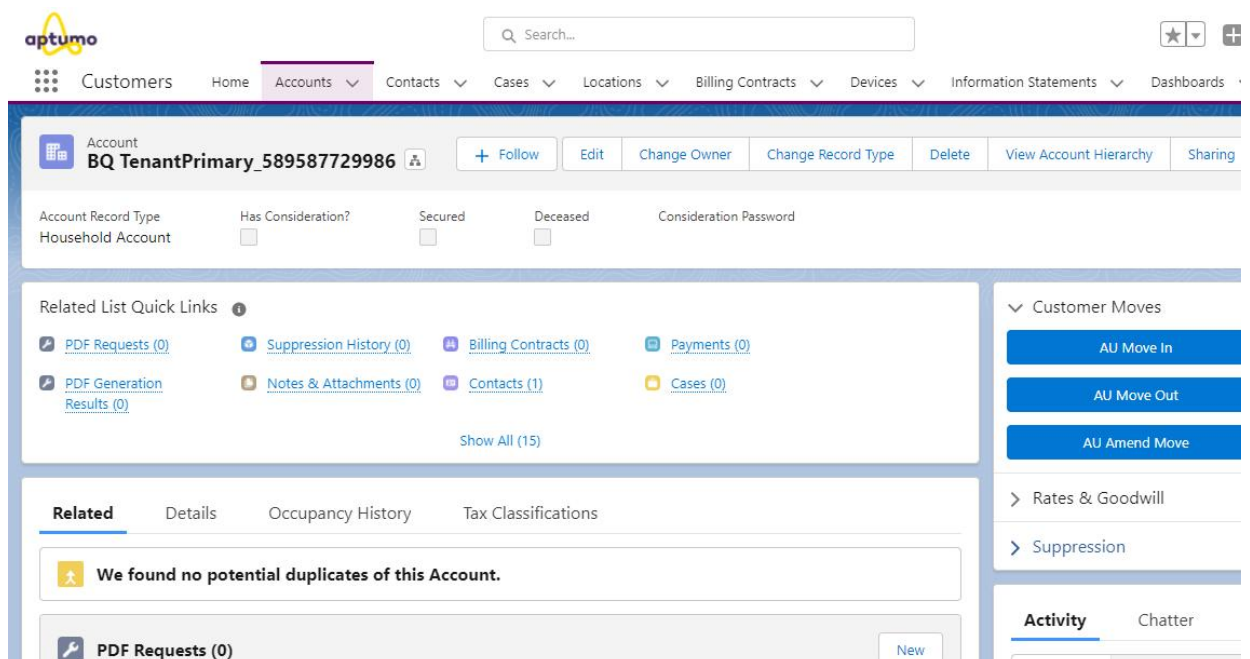 aptumo
Search...
Customers Home Accounts Contacts Cases Locations Billing Contracts Devices Information Statements Dashboards
Account
BQ TenantPrimary_589587729986
+ Follow Edit Change Owner Change Record Type Delete View Account Hierarchy Sharing
Account Record Type Has Consideration? Secured Deceased Consideration Password
Household Account
Related List Quick Links
PDF Requests (0) Suppression History (0) Billing Contracts (0) Payments (0)
PDF Generation Notes & Attachments (0) Contacts (1) Cases (0)
Results (0)
Show All (15)
Customer Moves
AU Move In
AU Move Out
AU Amend Move
Rates & Goodwill
Suppression
Related Details Occupancy History Tax Classifications
We found no potential duplicates of this Account.
PDF Requests (0) New
Activity Chatter